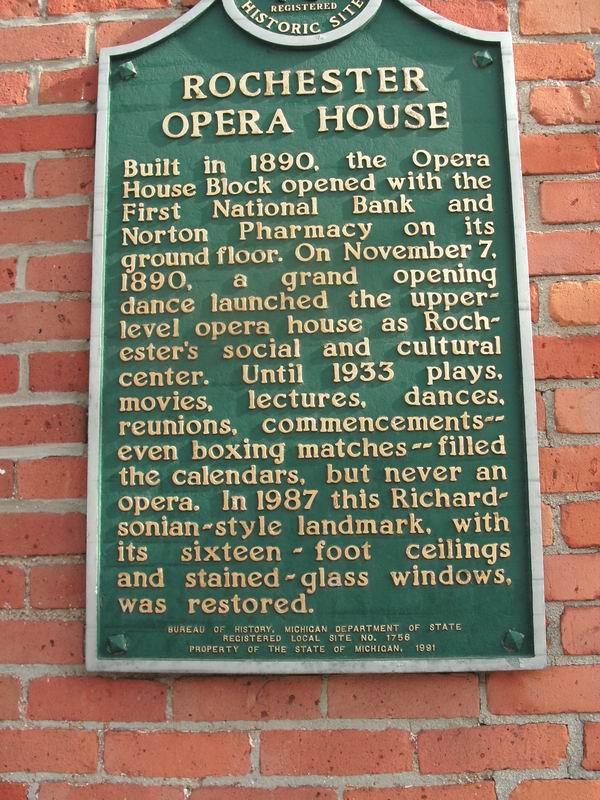 REGISTERED
HISTORIC SITE
ROCHESTER
OPERA HOUSE
Built in 1890, the Opera
House Block opened with the
First National Bank and
Norton Pharmacy on its
ground floor. On November 7,
1890, a grand opening
dance launched the upper-
level opera house as Roch-
ester's social and cultural
center. Until 1933 plays,
movies, lectures, dances,
reunions, commencements--
even boxing matches--filled
the calendars, but never an
opera. In 1987 this Richard-
sonian-style landmark, with
its sixteen-foot ceilings
and stained-glass windows,
was restored.
BUREAU OF HISTORY, MICHIGAN DEPARTMENT OF STATE
REGISTERED LOCAL SITE NO. 1756
PROPERTY OF THE STATE OF MICHIGAN, 1991